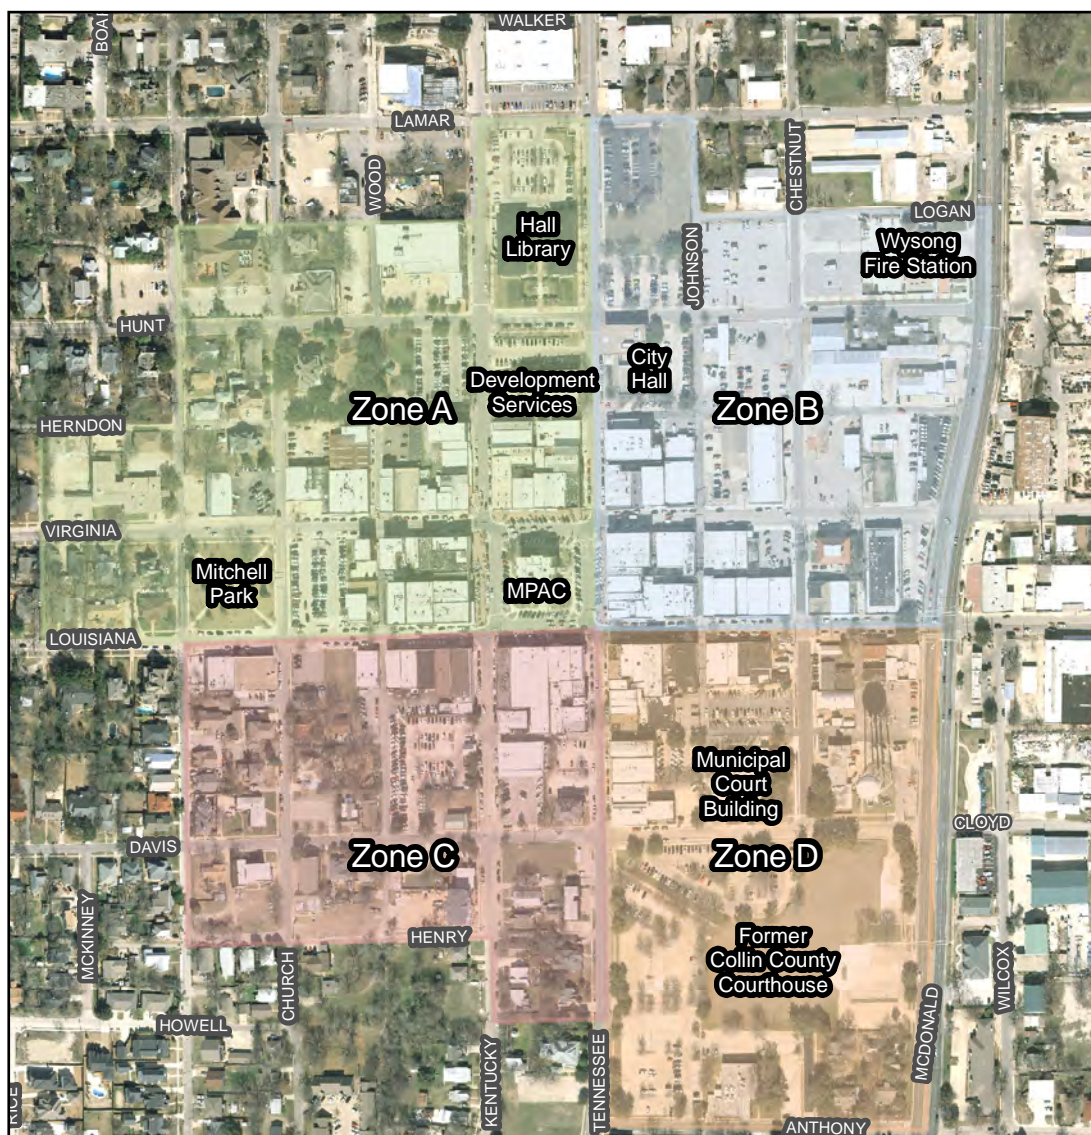 WALKER
BOAR
LAMAR
CHESTNUT
WOOD
LOGAN
Hall
Library
Wysong
Fire Station
JOHNSON
HUNT
City
Hall
Development
Services
Zone A
Zone B
HERNDON
VIRGINIA
Mitchell
Park
MPAC
LOUISIANA
Municipal
Court
Building
CLOYD
DAVIS
Zone C
Zone D
HENRY
Former
Collin County
Courthouse
MCKINNEY
CHURCH
WILCOX
HOWELL
MCDONALD
KENTUCKY
TENNESSEE
RICE
ANTHONY